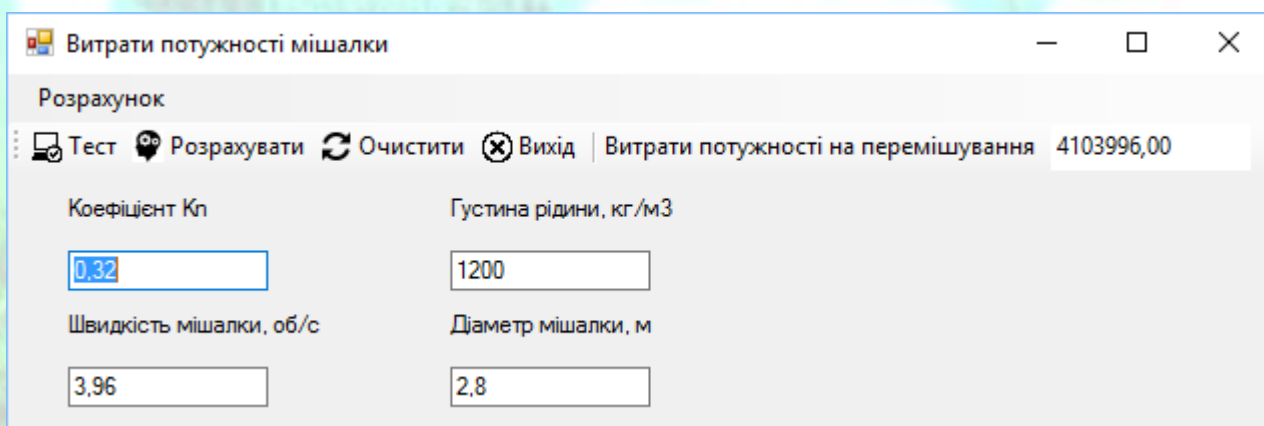 Витрати потужності мішалки
Розрахунок
Тест Розрахувати Очистити Вихід Витрати потужності на перемішування 4103996,00
Коефіцієнт Kn Густина рідини, кг/м3
0,32 1200
Швидкість мішалки, об/с Діаметр мішалки, м
3,96 2,8